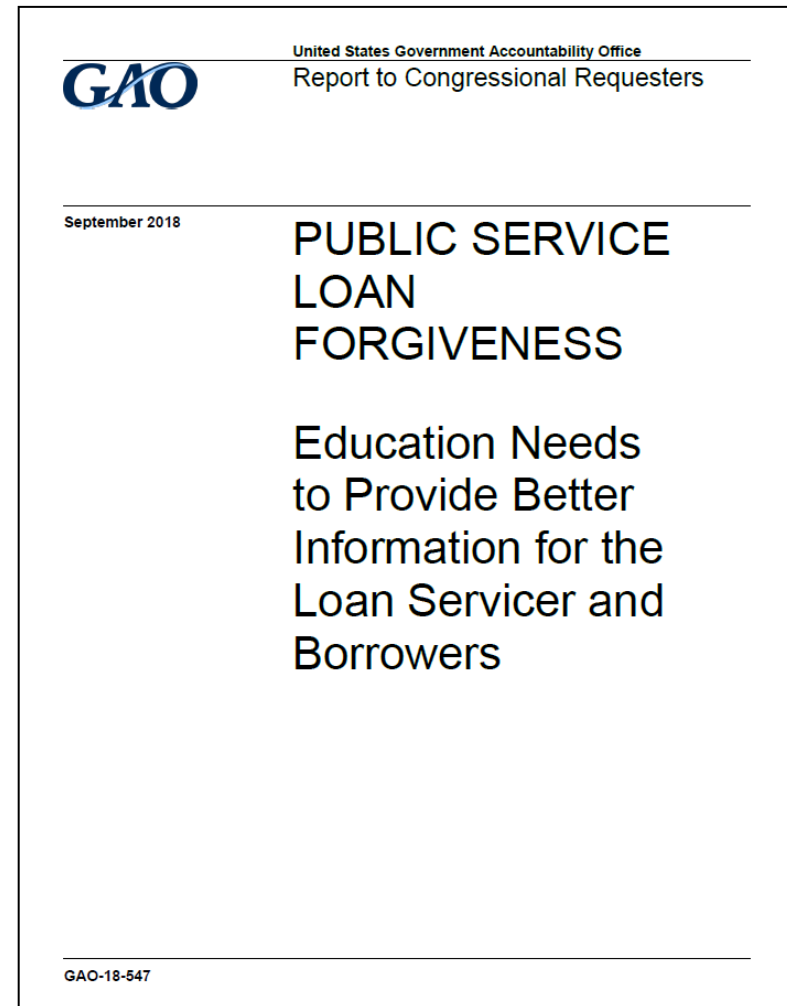 United States Government Accountability Office
GAO
Report to Congressional Requesters
September 2018
PUBLIC SERVICE
LOAN
FORGIVENESS
Education Needs
to Provide Better
Information for the
Loan Servicer and
Borrowers
GAO-18-547